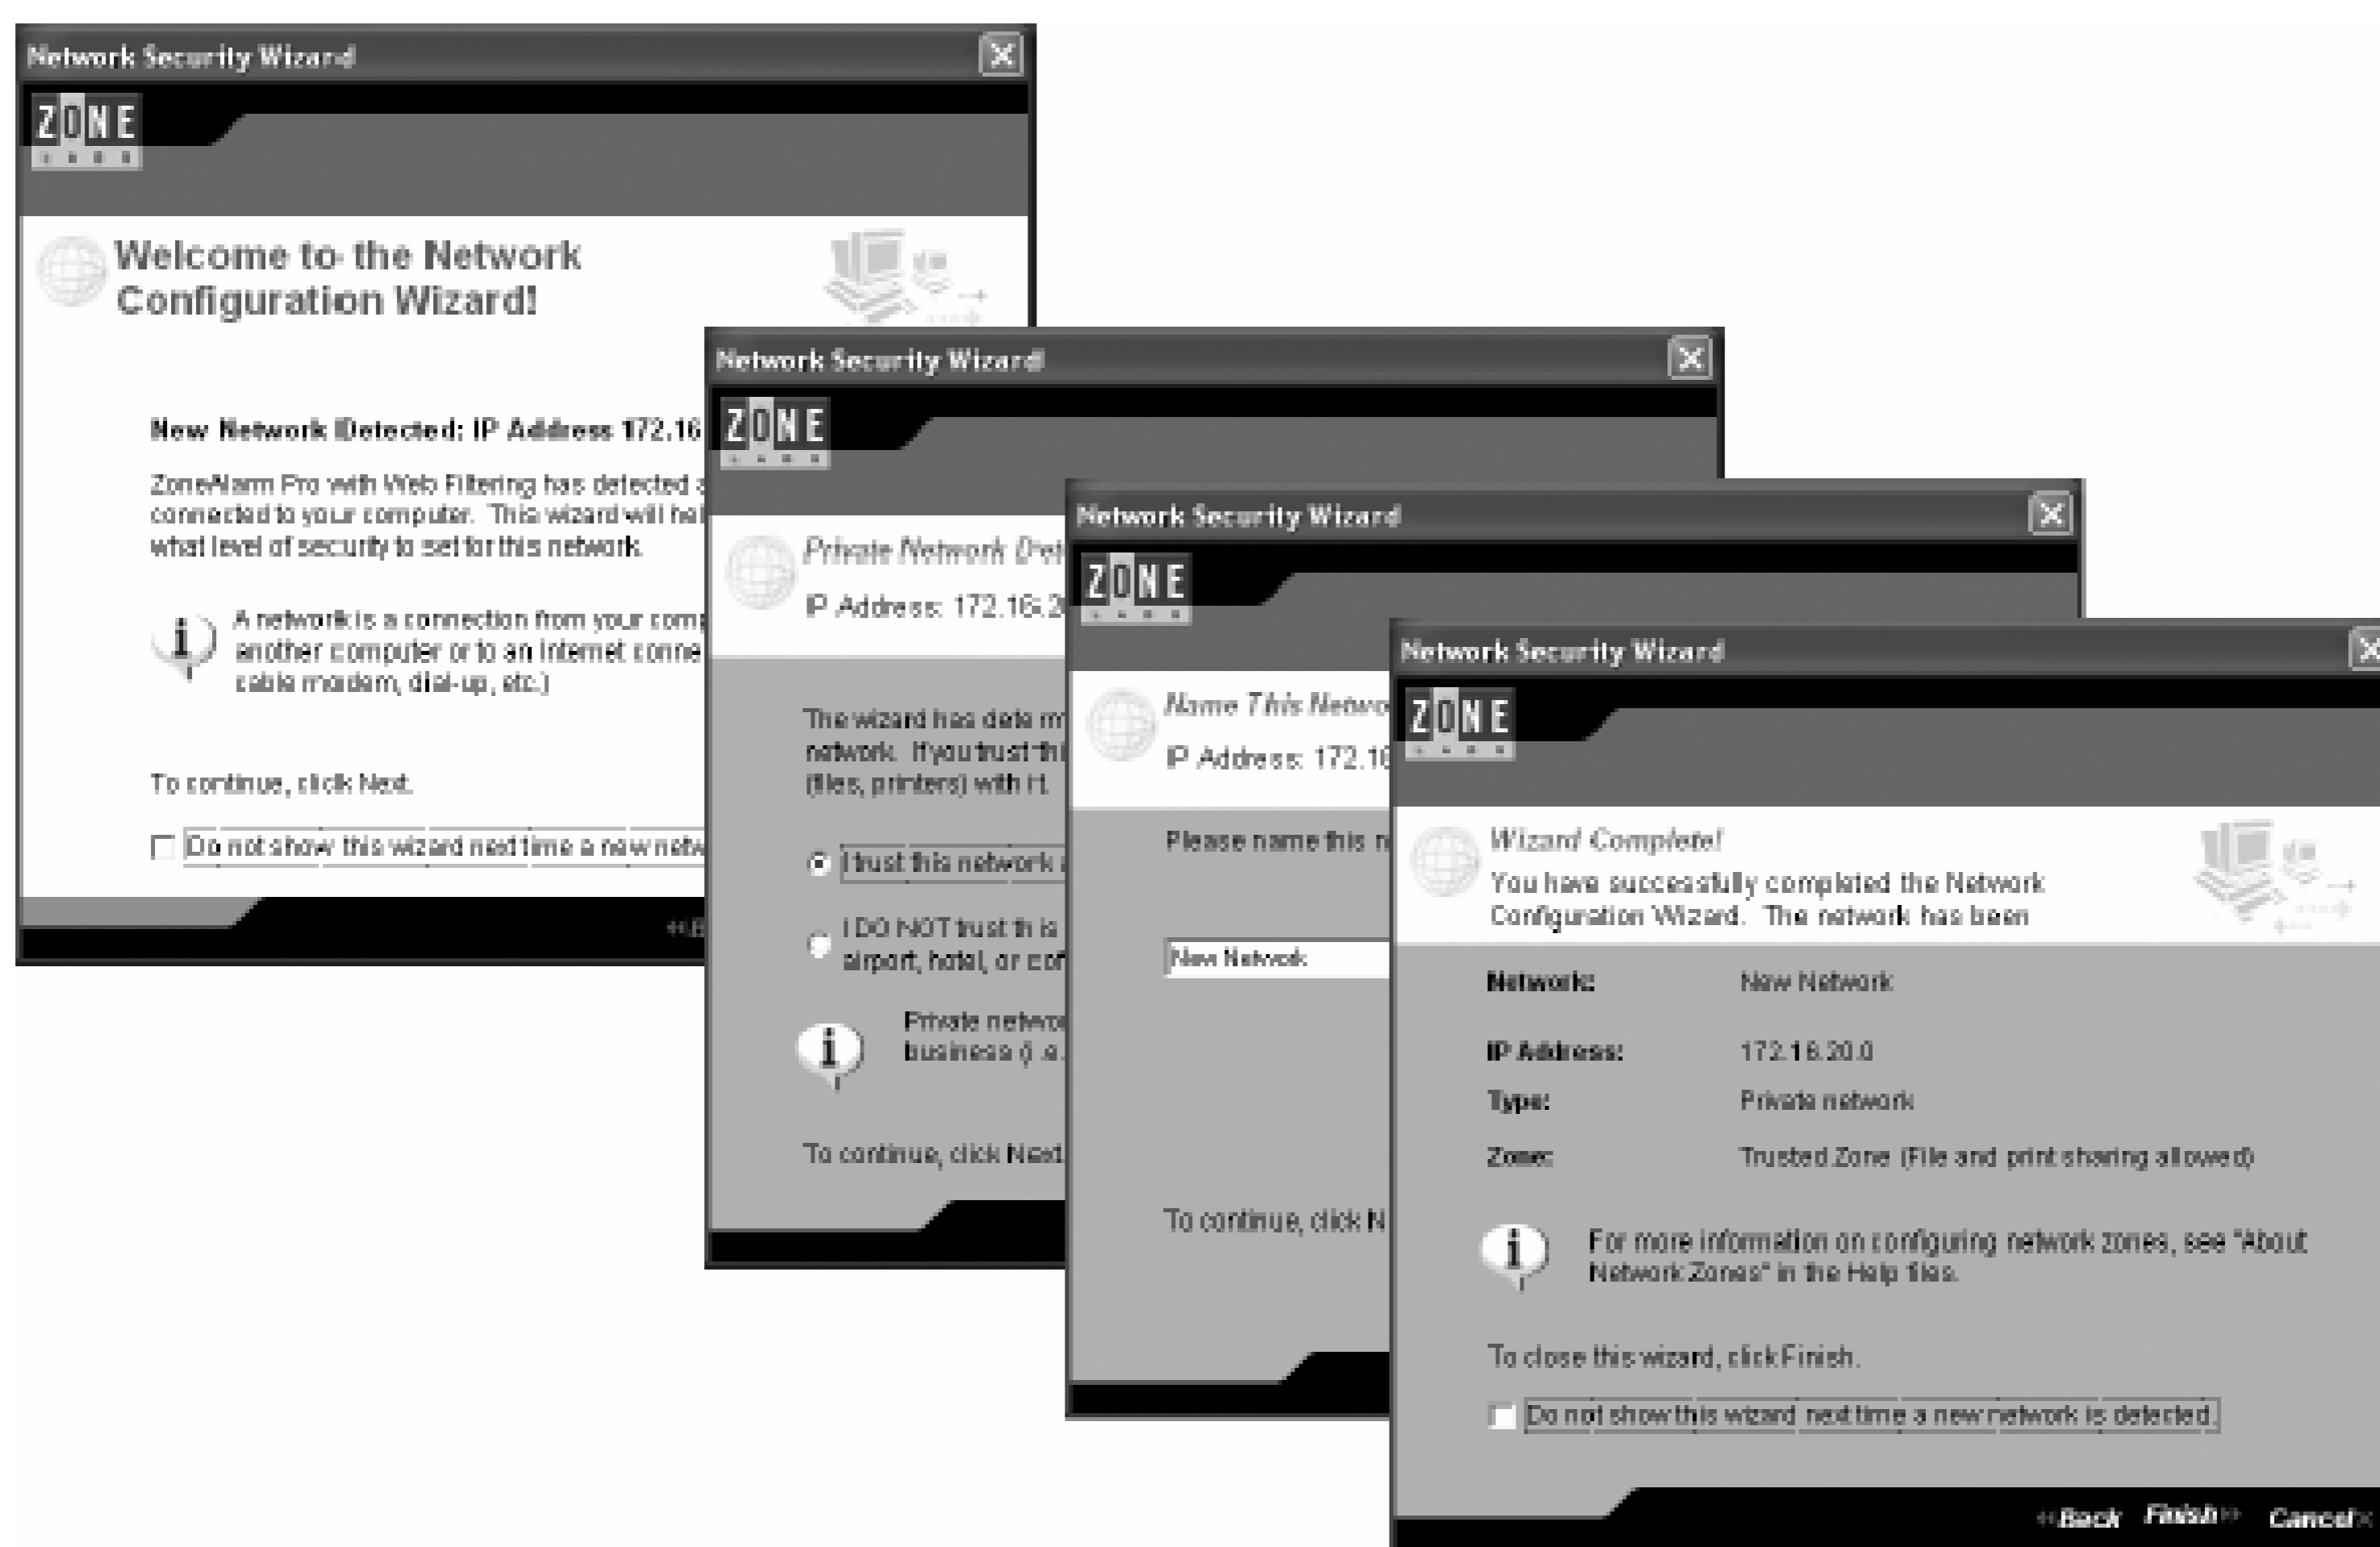 Network Security Wizard
ZONE
Welcome to the Network
Configuration Wizard!
New Network Detected: IP Address 172.16
ZoneAlarm Pro with Web Filtering has detected
connected to your computer. This wizard will hel
what level of security to set for this network.
A network is a connection from your comp
another computer or to an Internet conne
cable modem, dial-up, etc.)
To continue, click Next.
Do not show this wizard next time a new netw
Network Security Wizard
ZONE
Private Network Det
IP Address: 172.16.2
The wizard has determ
network. If you trust thi
(files, printers) with it.
I trust this network
I DO NOT trust this
airport, hotel, or cof
Private networ
business (i.e.
To continue, click Next.
Network Security Wizard
ZONE
Name This Netwo
IP Address: 172.16
Please name this n
New Network
To continue, click N
Network Security Wizard
ZONE
Wizard Complete!
You have successfully completed the Network
Configuration Wizard. The network has been
Network: New Network
IP Address: 172.16.20.0
Type: Private network
Zone: Trusted Zone (File and print sharing allowed)
For more information on configuring network zones, see "About
Network Zones" in the Help files.
To close this wizard, click Finish.
Do not show this wizard next time a new network is detected.
Back Finish Cancel